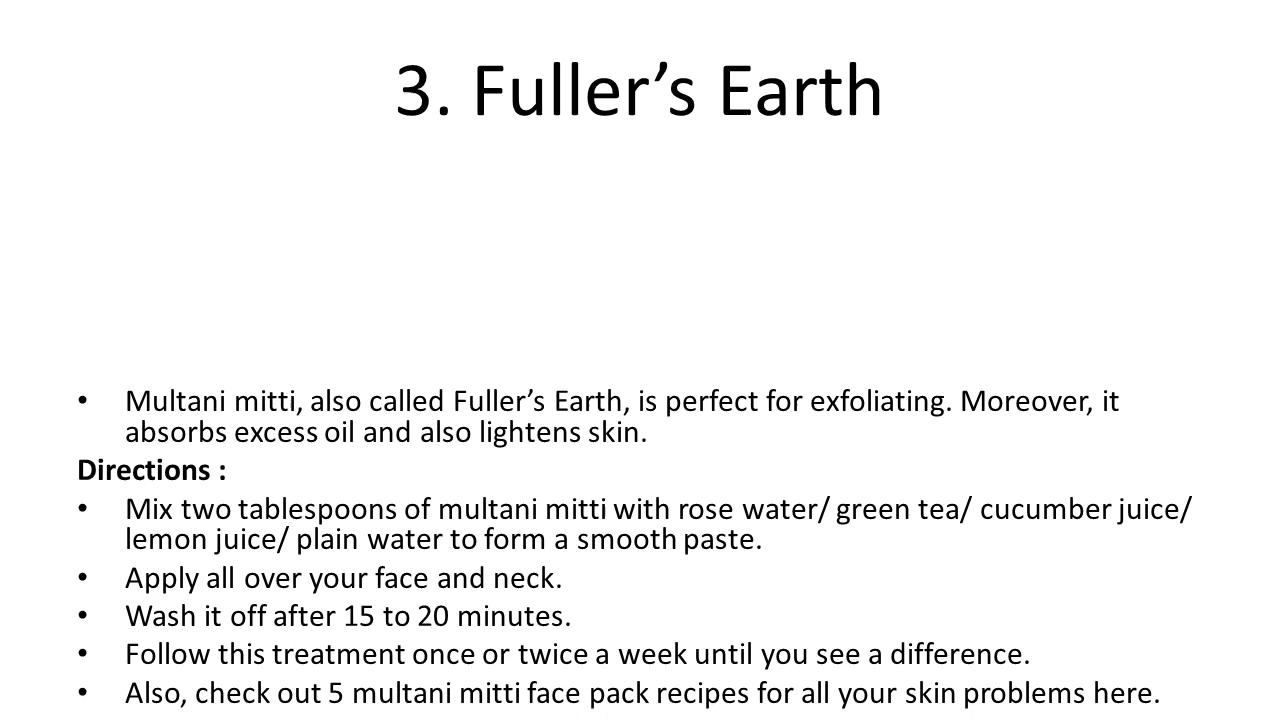 3. Fuller’s Earth
• Multani mitti, also called Fuller’s Earth, is perfect for exfoliating. Moreover, it
absorbs excess oil and also lightens skin.
Directions :
• Mix two tablespoons of multani mitti with rose water/ green tea/ cucumber juice/
lemon juice/ plain water to form a smooth paste.
• Apply all over your face and neck.
• Wash it off after 15 to 20 minutes.
• Follow this treatment once or twice a week until you see a difference.
• Also, check out 5 multani mitti face pack recipes for all your skin problems here.